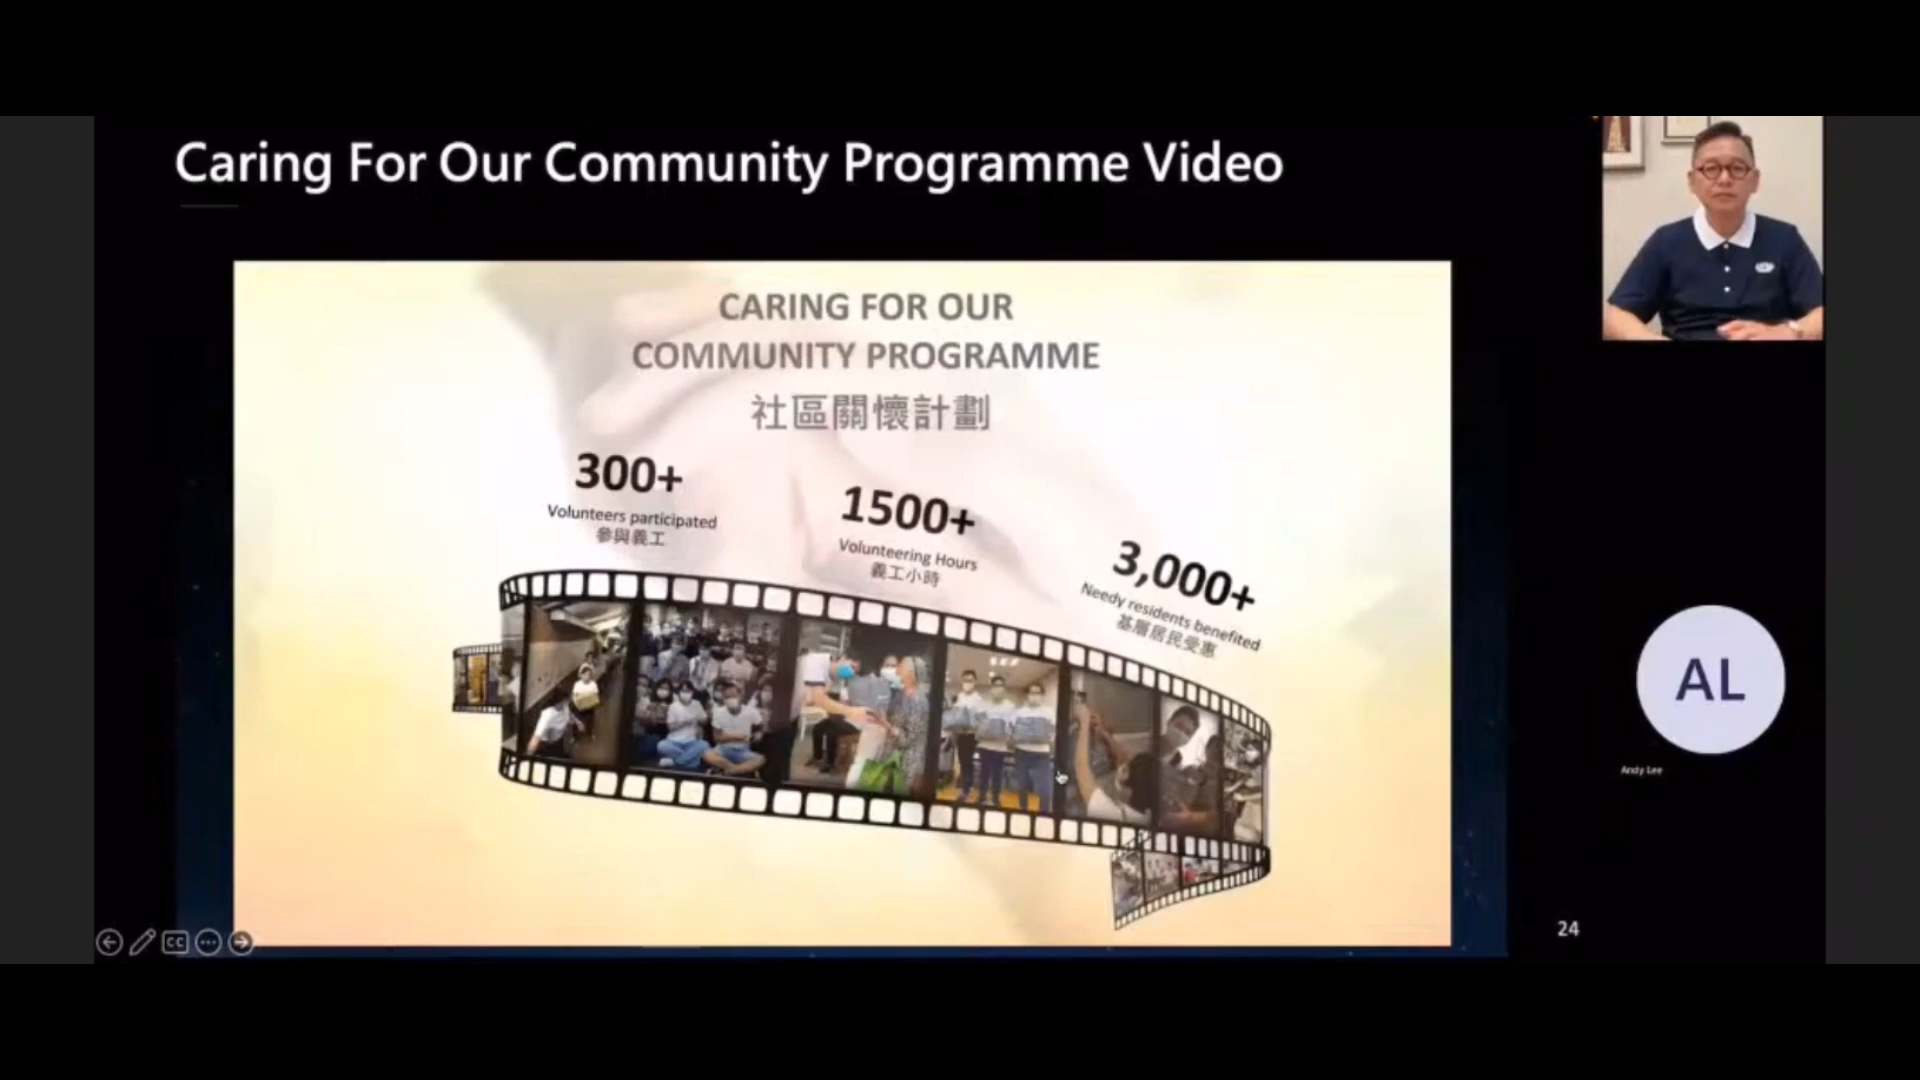 Caring For Our Community Programme Video
CARING FOR OUR
COMMUNITY PROGRAMME
社區關懷計劃
300+
Volunteers participated
參與義工
1500+
Volunteering Hours
義工小時
3,000+
Needy residents benefited
基層居民受惠
AL
Andy Lee
CC
24